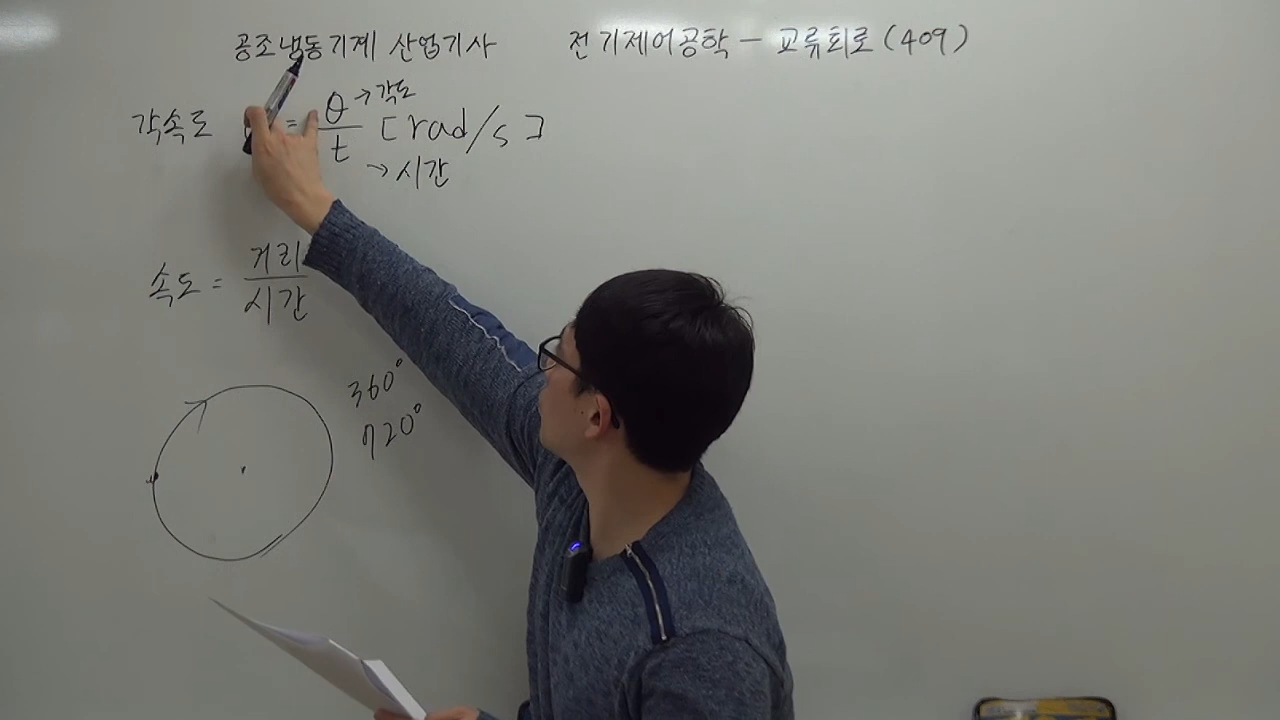 공조냉동기계 산업기사 전기제어공학 - 교류회로(409)
각속도 = θ/t [rad/s]
→ 각도
→ 시간
속도 = 거리/시간
360°
720°